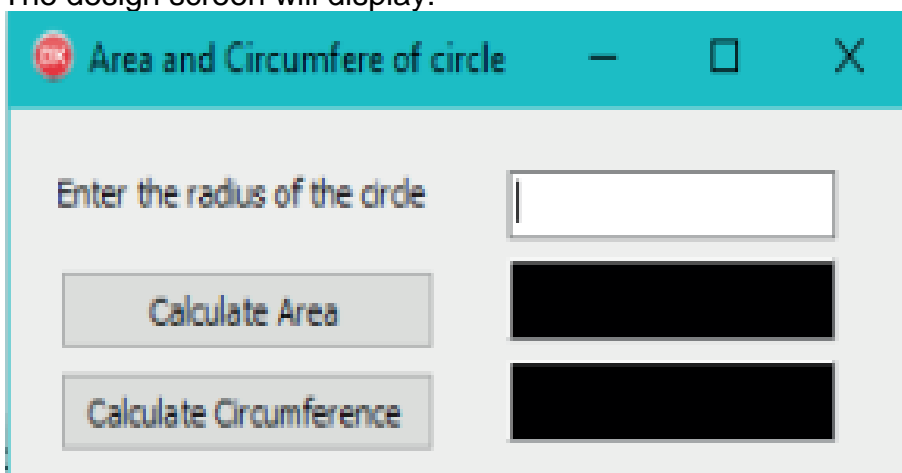 The design screen will display:
Area and Circumfere of circle
Enter the radius of the circle
Calculate Area
Calculate Circumference